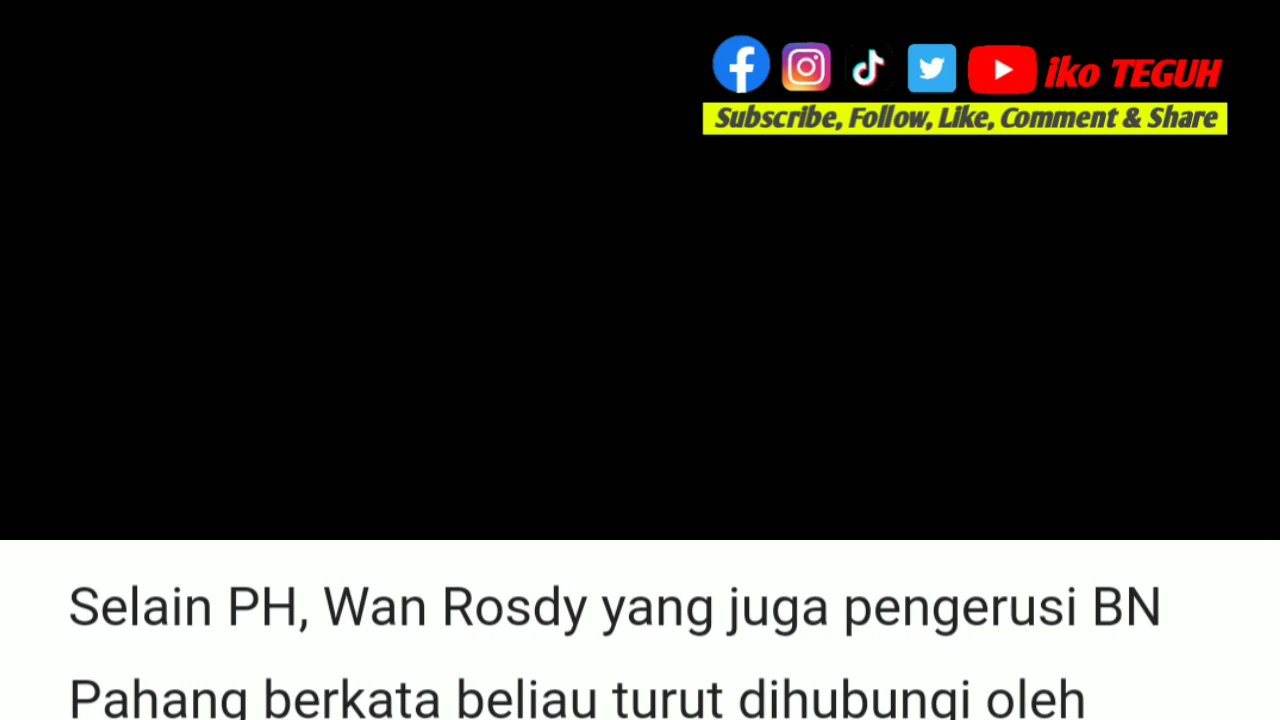 iko TEGUH
Subscribe, Follow, Like, Comment & Share
Selain PH, Wan Rosdy yang juga pengerusi BN
Pahang berkata beliau turut dihubungi oleh